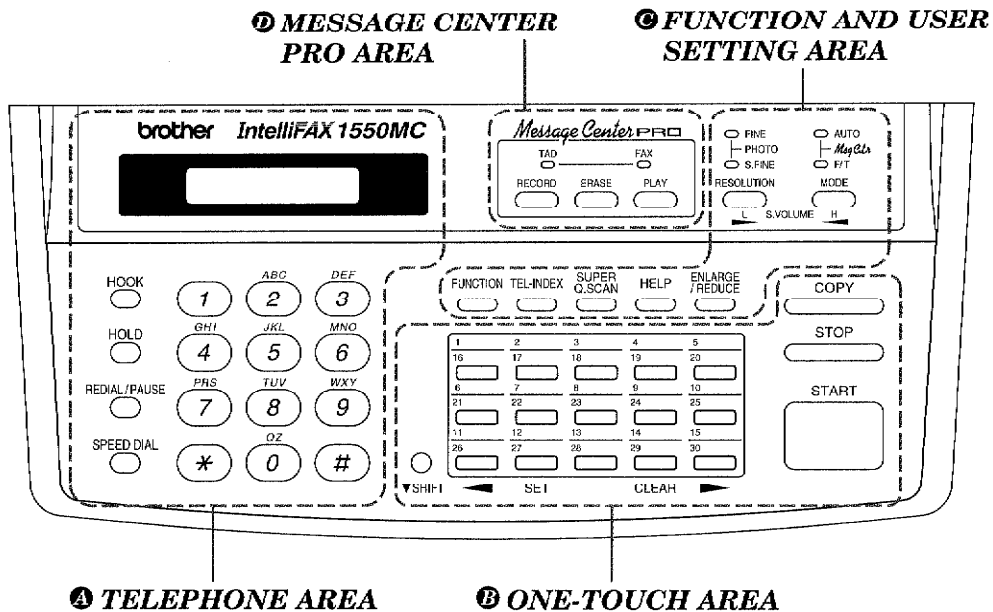 D MESSAGE CENTER
PRO AREA
C FUNCTION AND USER
SETTING AREA
brother IntelliFAX 1550MC
Message Center PRO
TAD FAX
RECORD ERASE PLAY
FINE AUTO
PHOTO Msg Ctr
S.FINE F/T
RESOLUTION MODE
L S.VOLUME H
FUNCTION TEL-INDEX SUPER Q.SCAN HELP ENLARGE /REDUCE
HOOK
HOLD
REDIAL/PAUSE
SPEED DIAL
ABC DEF
1 2 3
GHI JKL MNO
4 5 6
PRS TUV WXY
7 8 9
OZ
* 0 #
COPY
STOP
START
1 2 3 4 5
16 17 18 19 20
6 7 8 9 10
21 22 23 24 25
11 12 13 14 15
26 27 28 29 30
▼SHIFT ◄ SET CLEAR ►
A TELEPHONE AREA
B ONE-TOUCH AREA